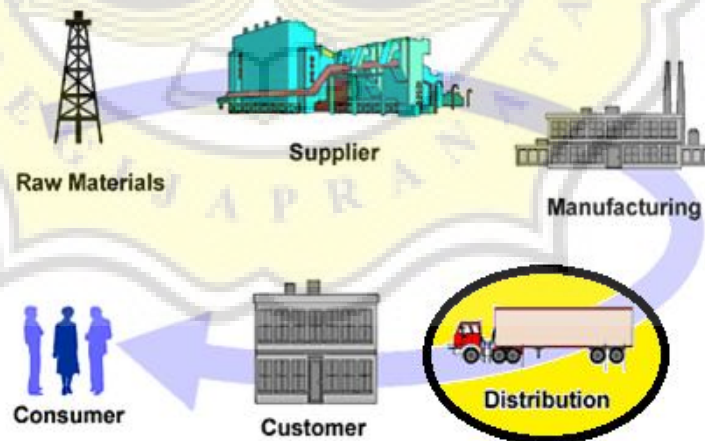 Raw Materials
Supplier
Manufacturing
Distribution
Customer
Consumer